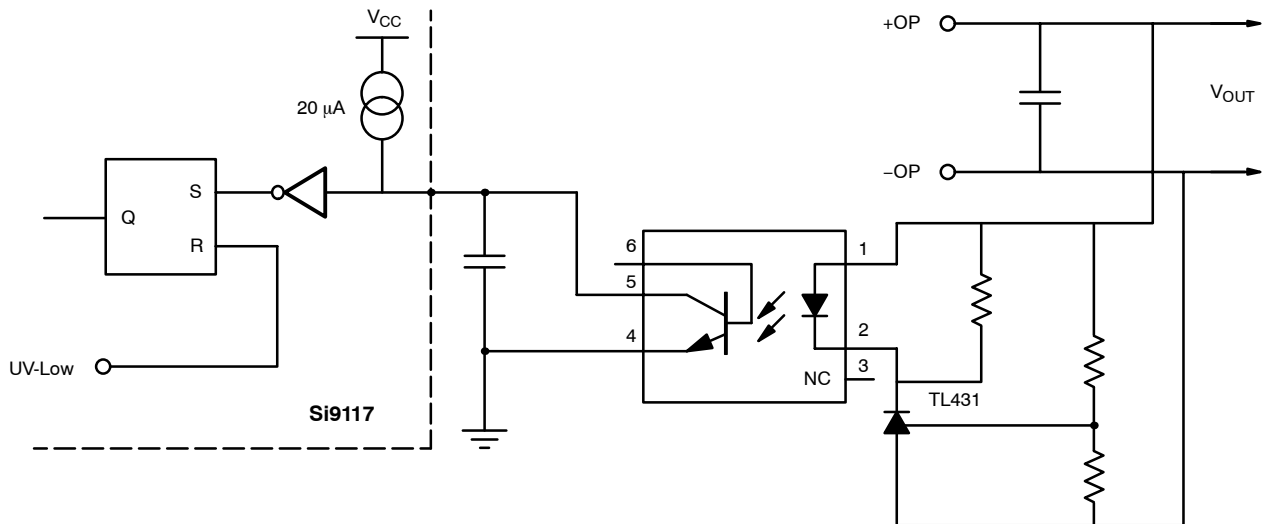 V_CC
+OP
20 μA
V_OUT
–OP
S
Q
R
6
1
5
4
2
3
NC
UV-Low
TL431
Si9117